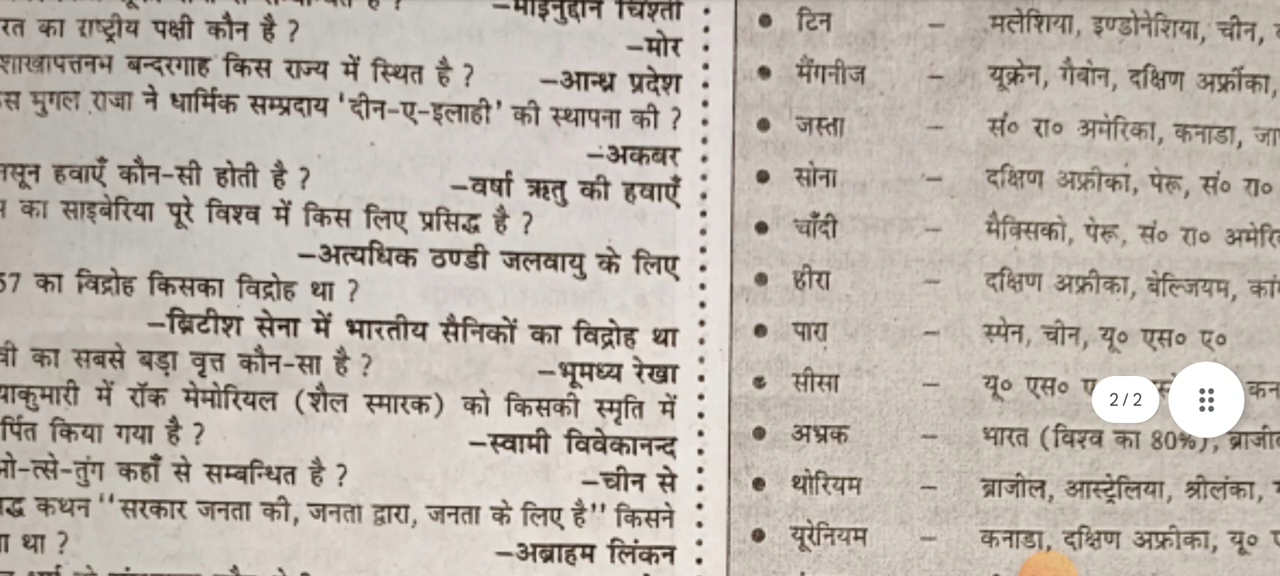 –मोइनुद्दीन चिश्ती
रत का राष्ट्रीय पक्षी कौन है ?
–मोर
शाखापत्तनम बन्दरगाह किस राज्य में स्थित है ?
–आन्ध्र प्रदेश
स मुगल राजा ने धार्मिक सम्प्रदाय 'दीन-ए-इलाही' की स्थापना की ?
–अकबर
नसून हवाएँ कौन-सी होती है ?
–वर्षा ऋतु की हवाएँ
का साइबेरिया पूरे विश्व में किस लिए प्रसिद्ध है ?
–अत्यधिक ठण्डी जलवायु के लिए
57 का विद्रोह किसका विद्रोह था ?
–ब्रिटीश सेना में भारतीय सैनिकों का विद्रोह था
वी का सबसे बड़ा वृत्त कौन-सा है ?
–भूमध्य रेखा
याकुमारी में रॉक मेमोरियल (शैल स्मारक) को किसकी स्मृति में
र्पित किया गया है ?
–स्वामी विवेकानन्द
ओ-त्से-तुंग कहाँ से सम्बन्धित है ?
–चीन से
द्ध कथन "सरकार जनता की, जनता द्वारा, जनता के लिए है" किसने
था ?
–अब्राहम लिंकन
• टिन – मलेशिया, इण्डोनेशिया, चीन,
• मैंगनीज – यूक्रेन, गैबोन, दक्षिण अफ्रीका,
• जस्ता – सं० रा० अमेरिका, कनाडा, जा
• सोना – दक्षिण अफ्रीका, पेरू, सं० रा०
• चाँदी – मैक्सिको, पेरू, सं० रा० अमेरि
• हीरा – दक्षिण अफ्रीका, बेल्जियम, कां
• पारा – स्पेन, चीन, यू० एस० ए०
• सीसा – यू० एस० कन
2/2
• अभ्रक – भारत (विश्व का 80%), ब्राजील
• थोरियम – ब्राजील, आस्ट्रेलिया, श्रीलंका,
• यूरेनियम – कनाडा, दक्षिण अफ्रीका, यू०